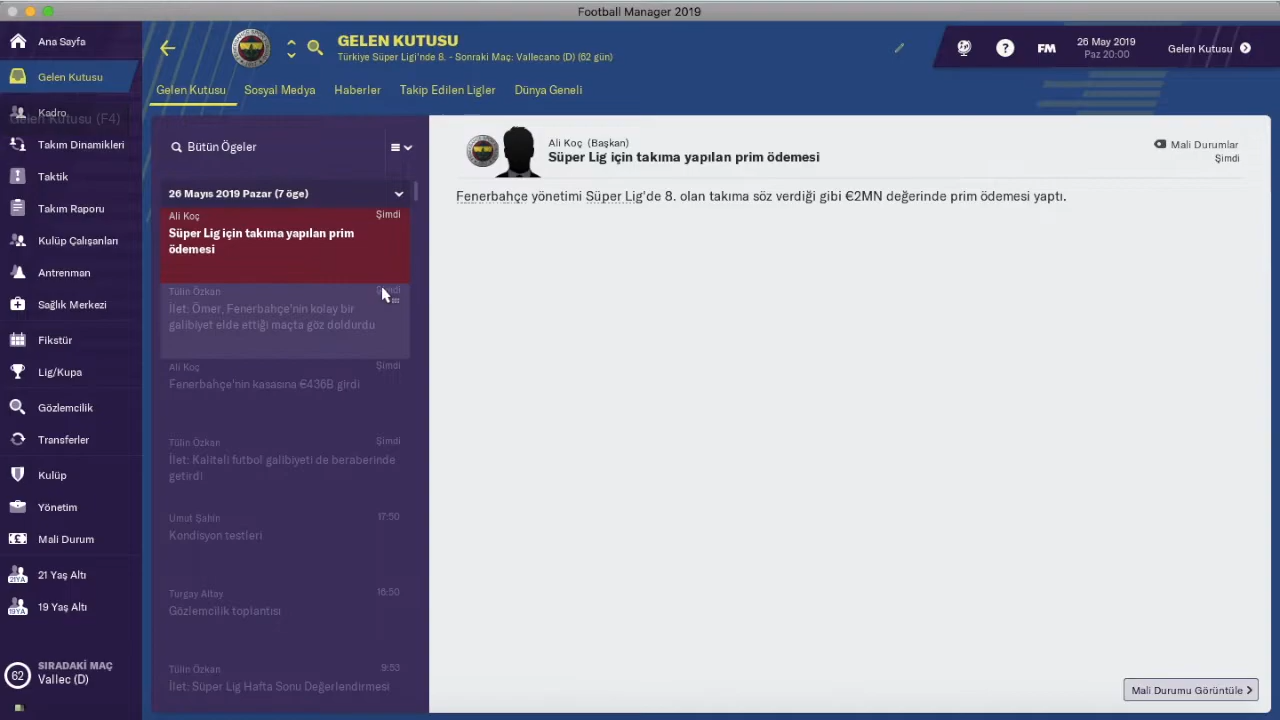 Football Manager 2019
Ana Sayfa
Gelen Kutusu
Kadro
Gelen Kutusu (F4)
Takım Dinamikleri
Taktik
Takım Raporu
Kulüp Çalışanları
Antrenman
Sağlık Merkezi
Fikstür
Lig/Kupa
Gözlemcilik
Transferler
Kulüp
Yönetim
Mali Durum
21YA
21 Yaş Altı
19YA
19 Yaş Altı
62
SIRADAKİ MAÇ
Vallec (D)
GELEN KUTUSU
Türkiye Süper Ligi'nde 8. - Sonraki Maç: Vallecano (D) (62 gün)
?
FM
26 May 2019
Paz 20:00
Gelen Kutusu
Gelen Kutusu Sosyal Medya Haberler Takip Edilen Ligler Dünya Geneli
Bütün Ögeler
26 Mayıs 2019 Pazar (7 öge)
Ali Koç Şimdi
Süper Lig için takıma yapılan prim
ödemesi
Tülin Özkan Şimdi
İlet: Ömer, Fenerbahçe'nin kolay bir
galibiyet elde ettiği maçta göz doldurdu
Ali Koç Şimdi
Fenerbahçe'nin kasasına €436B girdi
Tülin Özkan Şimdi
İlet: Kaliteli futbol galibiyeti de beraberinde
getirdi
Umut Şahin 17:50
Kondisyon testleri
Turgay Altay 16:50
Gözlemcilik toplantısı
Tülin Özkan 9:53
İlet: Süper Lig Hafta Sonu Değerlendirmesi
Ali Koç (Başkan)
Süper Lig için takıma yapılan prim ödemesi
Mali Durumlar
Şimdi
Fenerbahçe yönetimi Süper Lig'de 8. olan takıma söz verdiği gibi €2MN değerinde prim ödemesi yaptı.
Mali Durumu Görüntüle